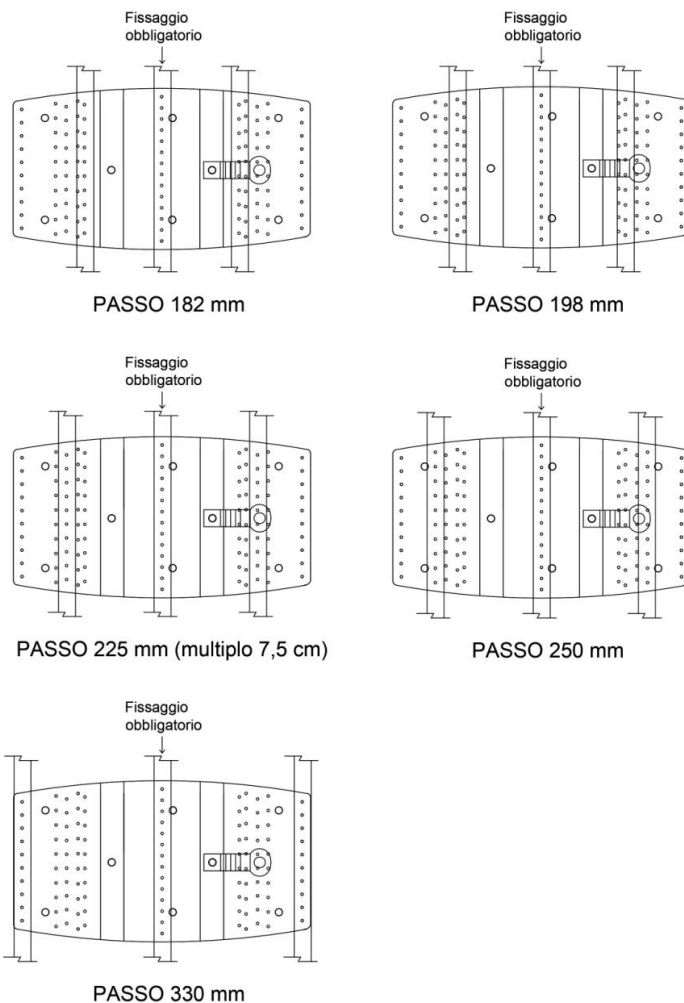 Fissaggio
obbligatorio
PASSO 182 mm
Fissaggio
obbligatorio
PASSO 198 mm
Fissaggio
obbligatorio
PASSO 225 mm (multiplo 7,5 cm)
Fissaggio
obbligatorio
PASSO 250 mm
Fissaggio
obbligatorio
PASSO 330 mm